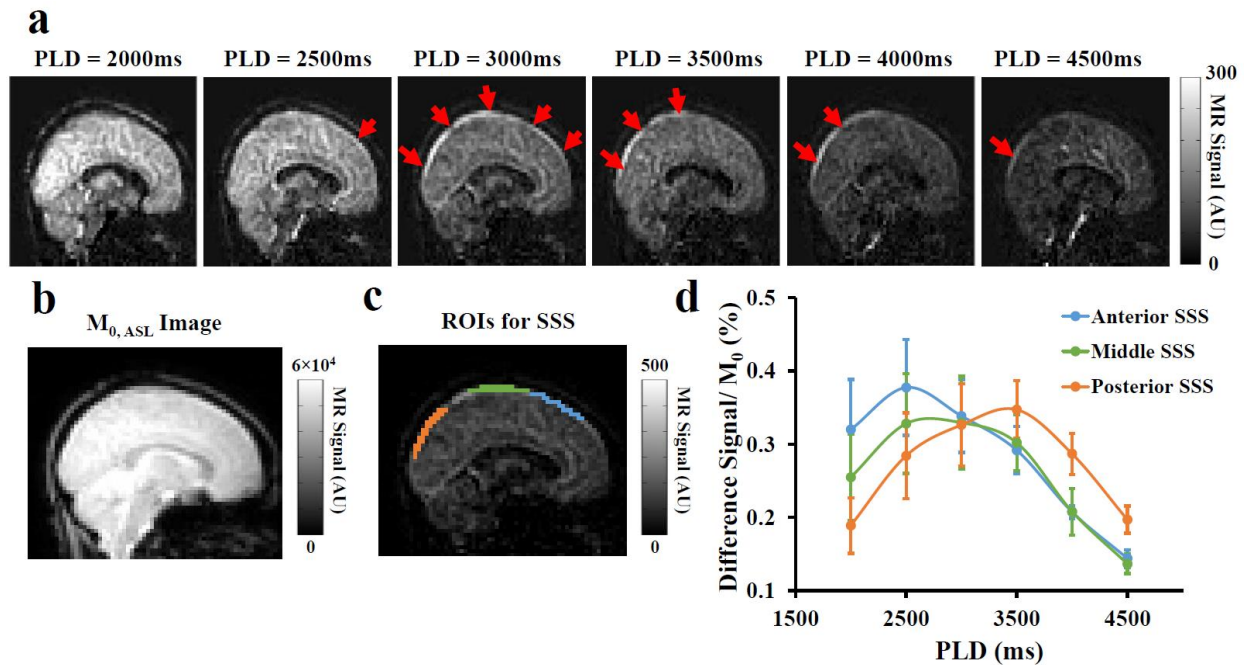 a
PLD = 2000ms PLD = 2500ms PLD = 3000ms PLD = 3500ms PLD = 4000ms PLD = 4500ms
300
MR Signal (AU)
0
b
M0, ASL Image
6×10^4
MR Signal (AU)
0
c
ROIs for SSS
500
MR Signal (AU)
0
d
Difference Signal/ M0 (%)
0.5
0.4
0.3
0.2
0.1
Anterior SSS
Middle SSS
Posterior SSS
1500 2500 3500 4500
PLD (ms)